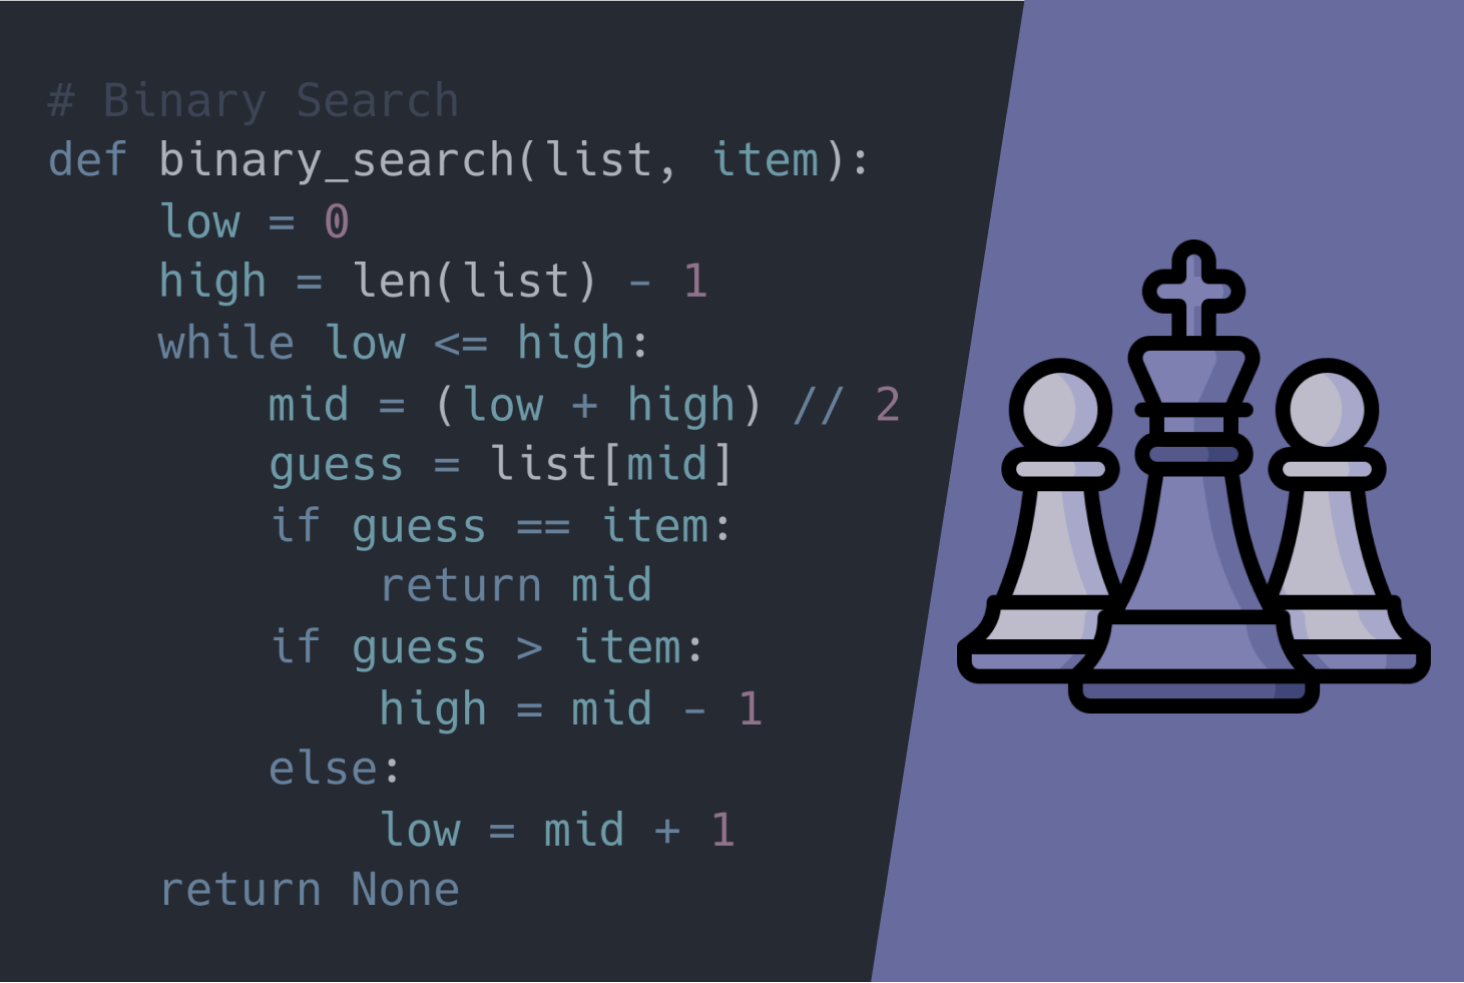 # Binary Search
def binary_search(list, item):
    low = 0
    high = len(list) - 1
    while low <= high:
        mid = (low + high) // 2
        guess = list[mid]
        if guess == item:
            return mid
        if guess > item:
            high = mid - 1
        else:
            low = mid + 1
    return None